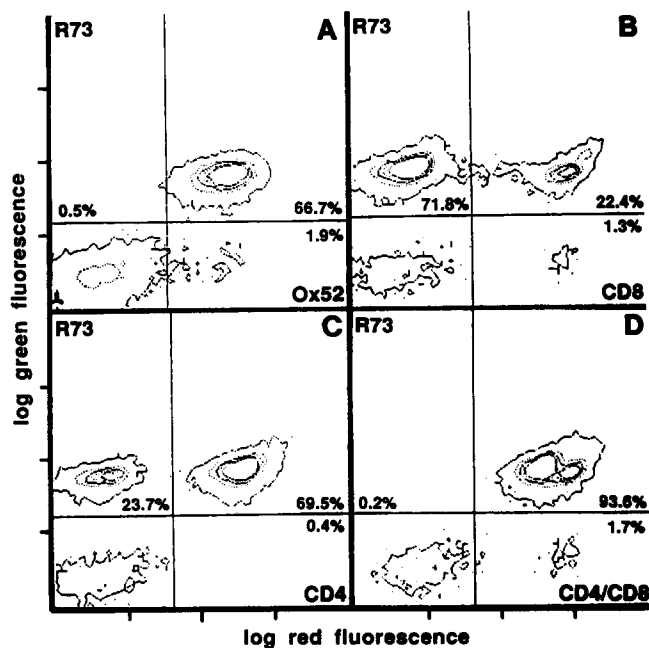 R73 A
0.5% 66.7%
1.9%
Ox52
R73 B
71.8% 22.4%
1.3%
CD8
R73 C
23.7% 69.5%
0.4%
CD4
R73 D
0.2% 93.6%
1.7%
CD4/CD8
log green fluorescence
log red fluorescence